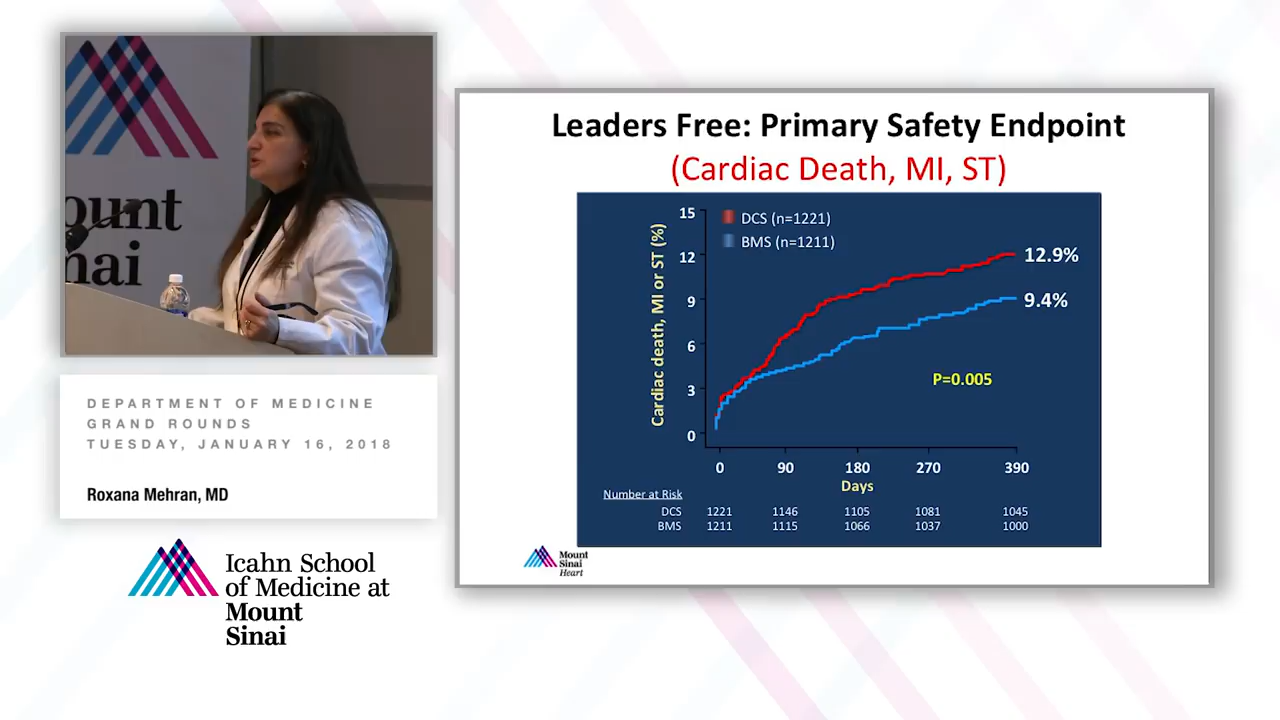 ount
Sinai
DEPARTMENT OF MEDICINE
GRAND ROUNDS
TUESDAY, JANUARY 16, 2018
Roxana Mehran, MD
Icahn School
of Medicine at
Mount
Sinai
Leaders Free: Primary Safety Endpoint
(Cardiac Death, MI, ST)
Cardiac death, MI or ST (%)
15
12
9
6
3
0
DCS (n=1221)
BMS (n=1211)
12.9%
9.4%
P=0.005
0 90 180 270 390
Days
Number at Risk
DCS 1221 1146 1105 1081 1045
BMS 1211 1115 1066 1037 1000
Mount
Sinai
Heart